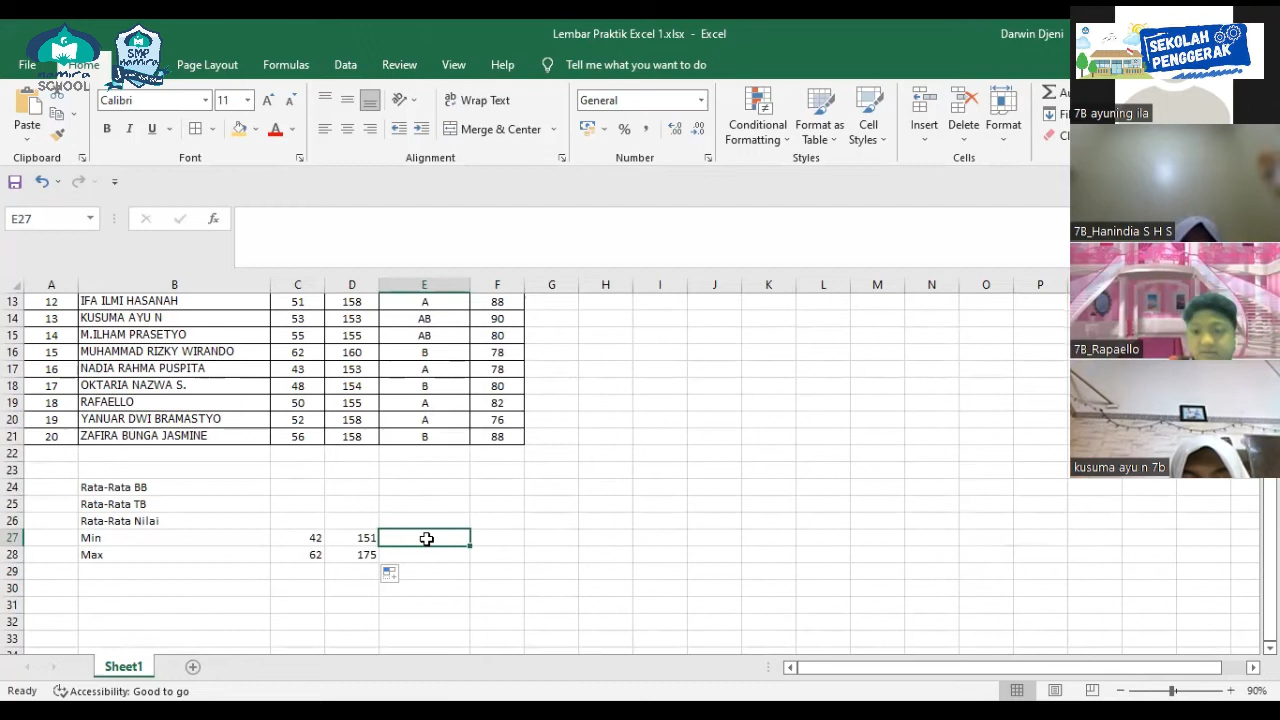 Lembar Praktik Excel 1.xlsx - Excel
Darwin Djeni
File Home Page Layout Formulas Data Review View Help Tell me what you want to do
SCHOOL
SMP
SEKOLAH
PENGGERAK
Paste
Calibri 11
B I U
Wrap Text
Merge & Center
General
%
Conditional
Formatting
Format as
Table
Cell
Styles
Insert
Delete
Format
Clipboard Font Alignment Number Styles Cells
E27
fx
A B C D E F G H I J K L M N O P
13 12 IFA ILMI HASANAH 51 158 A 88
14 13 KUSUMA AYU N 53 153 AB 90
15 14 M.ILHAM PRASETYO 55 155 AB 80
16 15 MUHAMMAD RIZKY WIRANDO 62 160 B 78
17 16 NADIA RAHMA PUSPITA 43 153 A 78
18 17 OKTARIA NAZWA S. 48 154 B 80
19 18 RAFAELLO 50 155 A 82
20 19 YANUAR DWI BRAMASTYO 52 158 A 76
21 20 ZAFIRA BUNGA JASMINE 56 158 B 88
22
23
24 Rata-Rata BB
25 Rata-Rata TB
26 Rata-Rata Nilai
27 Min 42 151
28 Max 62 175
29
30
31
32
33
Sheet1
Ready Accessibility: Good to go 90%
7B ayuning ila
7B_Hanindia S H S
7B_Rapaello
kusuma ayu n 7b